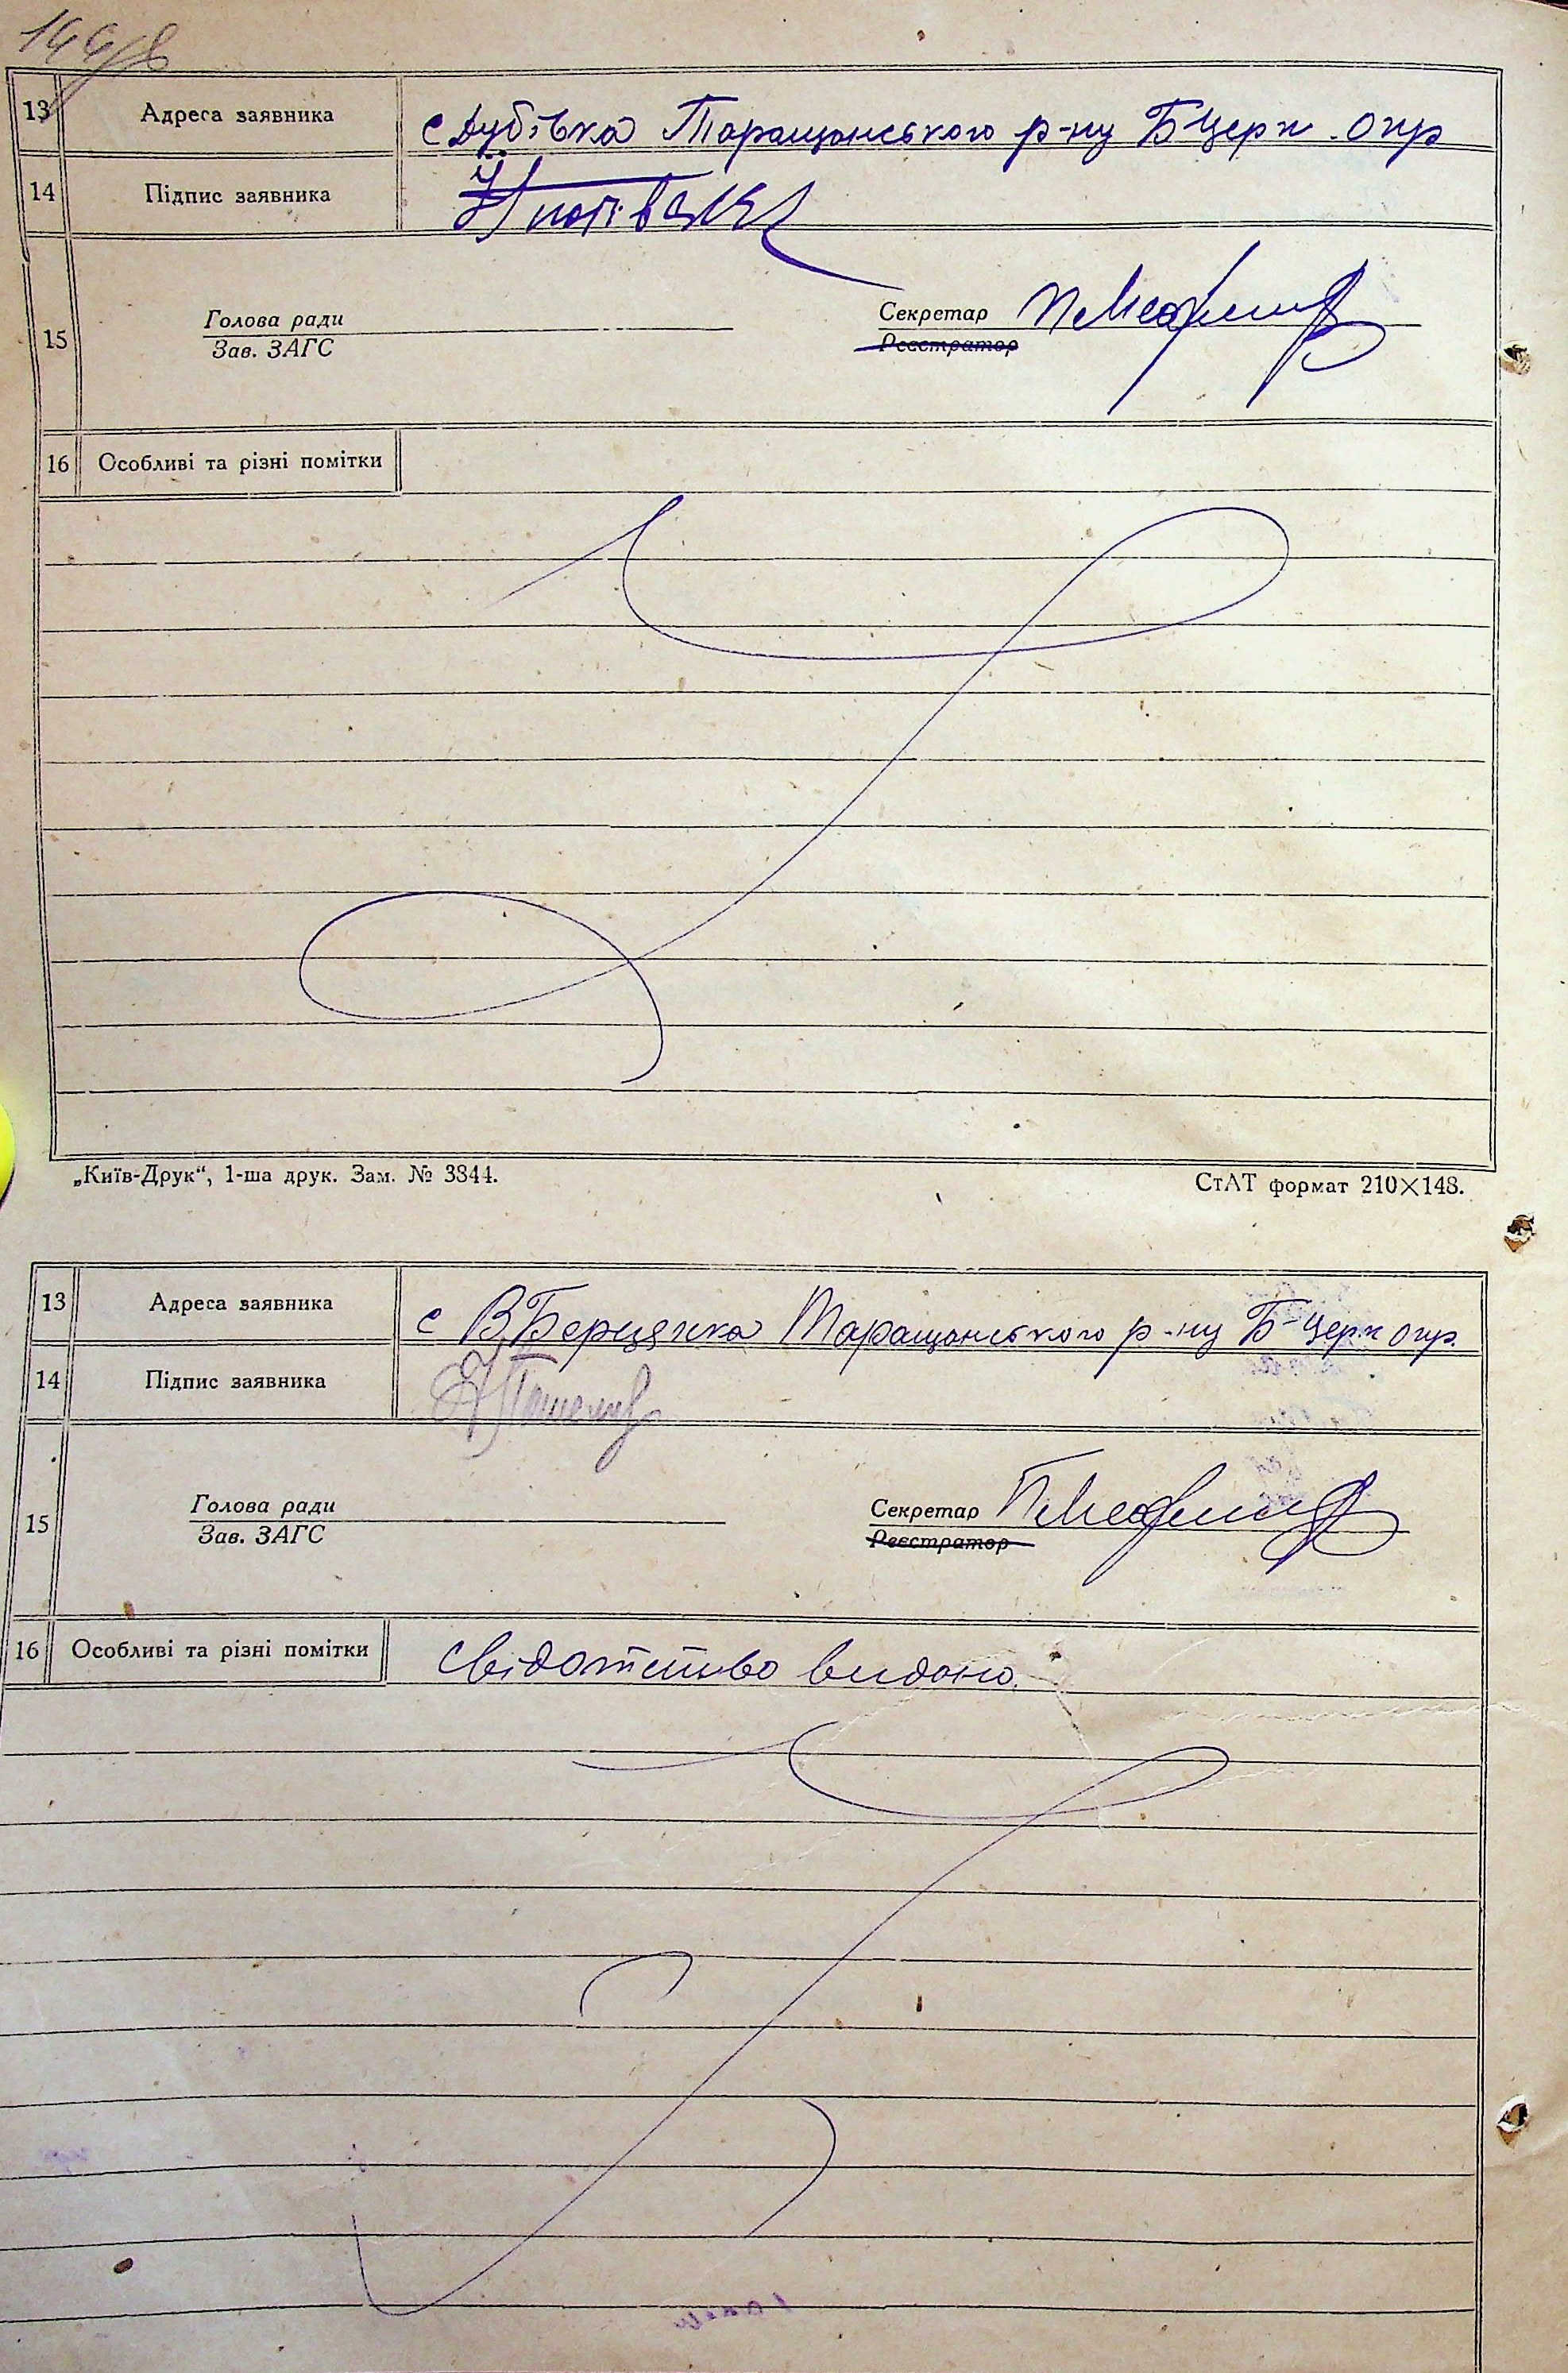 13 Адреса заявника с Дубівка Таращанського р-ну Б-Церк. окр
14 Підпис заявника
15 Голова ради Секретар
Зав. ЗАГС Реєстратор
16 Особливі та різні помітки
„Київ-Друк“, 1-ша друк. Зам. № 3844. СтАТ формат 210×148.
13 Адреса заявника с В Берцянка Таращанського р-ну Б-Церк окр.
14 Підпис заявника
15 Голова ради Секретар
Зав. ЗАГС Реєстратор
16 Особливі та різні помітки свідотство видано.